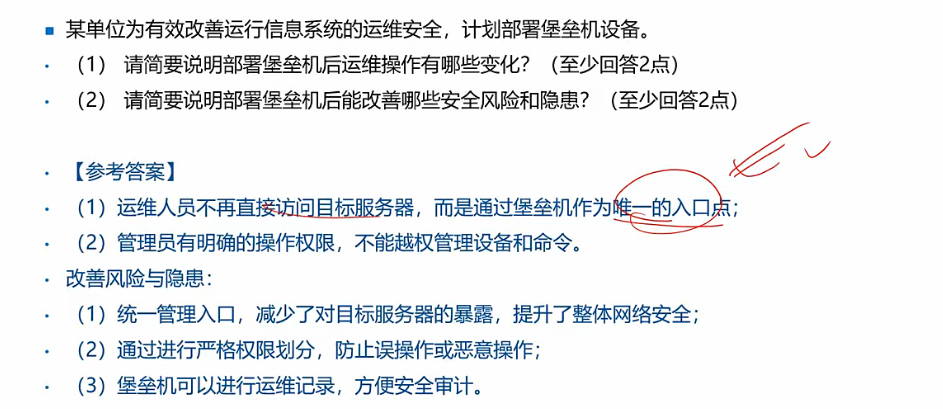 某单位为有效改善运行信息系统的运维安全，计划部署堡垒机设备。
（1） 请简要说明部署堡垒机后运维操作有哪些变化？（至少回答2点）
（2） 请简要说明部署堡垒机后能改善哪些安全风险和隐患？（至少回答2点）
【参考答案】
（1）运维人员不再直接访问目标服务器，而是通过堡垒机作为唯一的入口点；
（2）管理员有明确的操作权限，不能越权管理设备和命令。
改善风险与隐患：
（1）统一管理入口，减少了对目标服务器的暴露，提升了整体网络安全；
（2）通过进行严格权限划分，防止误操作或恶意操作；
（3）堡垒机可以进行运维记录，方便安全审计。